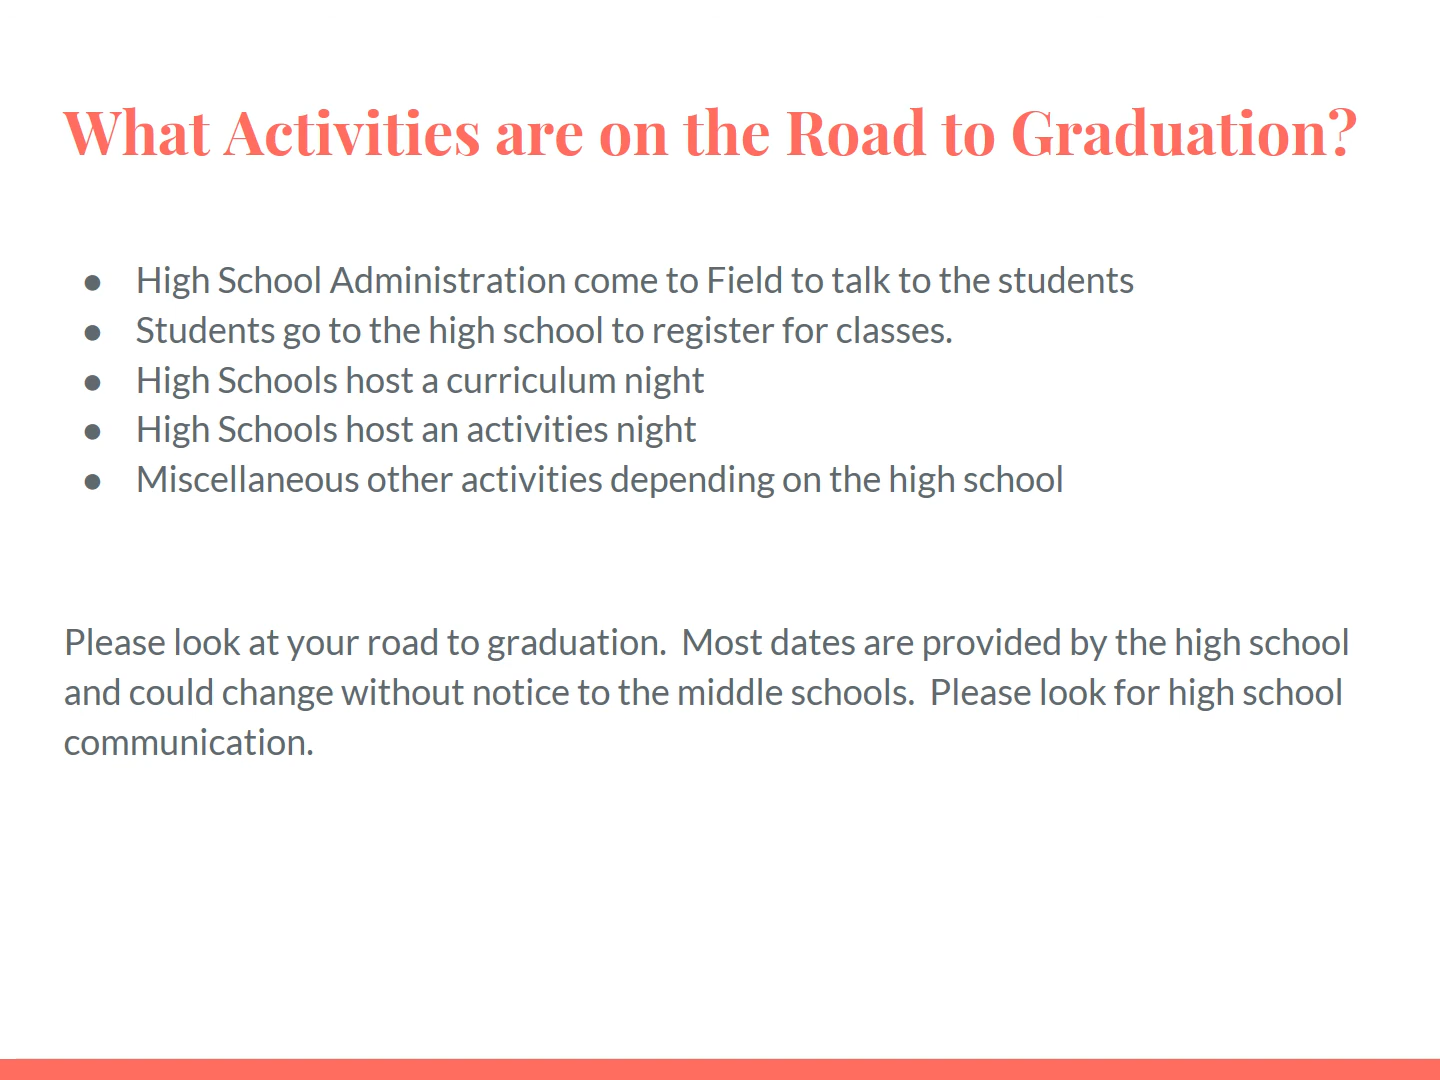 What Activities are on the Road to Graduation?
● High School Administration come to Field to talk to the students
● Students go to the high school to register for classes.
● High Schools host a curriculum night
● High Schools host an activities night
● Miscellaneous other activities depending on the high school
Please look at your road to graduation.  Most dates are provided by the high school
and could change without notice to the middle schools.  Please look for high school
communication.